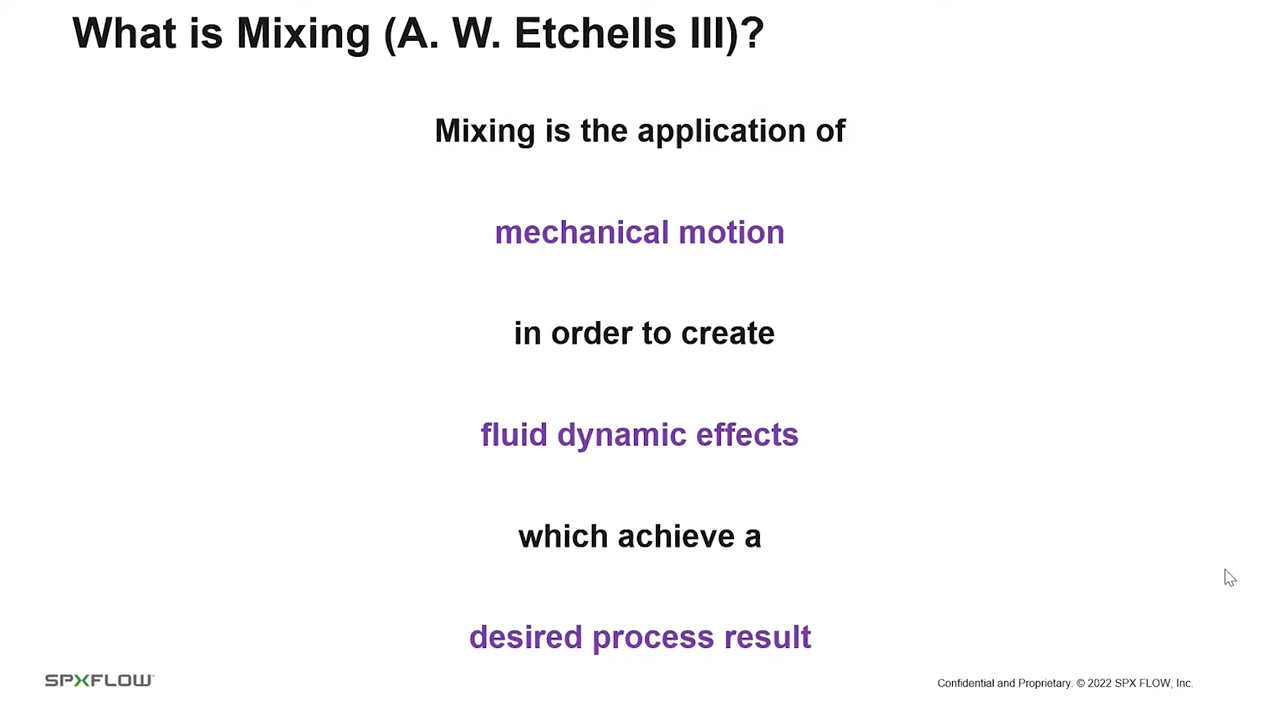 What is Mixing (A. W. Etchells III)?
Mixing is the application of
mechanical motion
in order to create
fluid dynamic effects
which achieve a
desired process result
SPXFLOW
Confidential and Proprietary. © 2022 SPX FLOW, Inc.